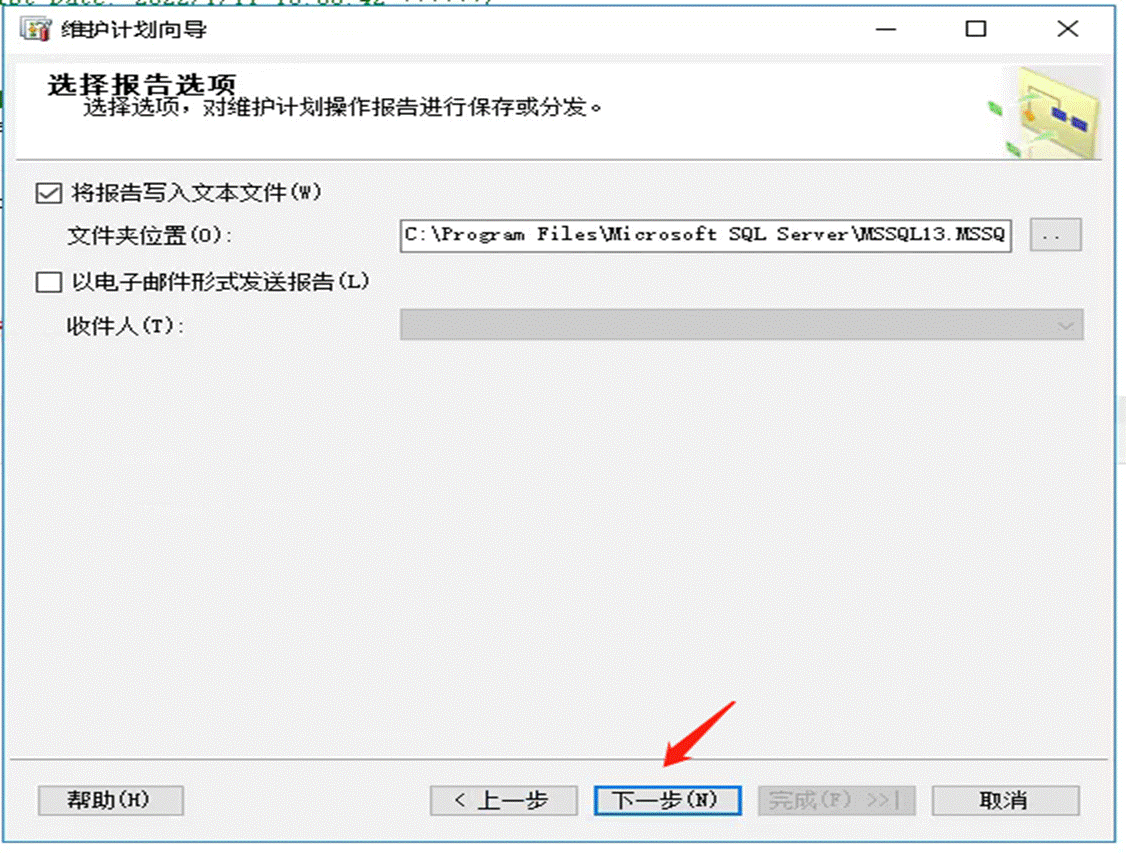 维护计划向导
选择报告选项
选择选项，对维护计划操作报告进行保存或分发。
将报告写入文本文件(W)
文件夹位置(O):
C:\Program Files\Microsoft SQL Server\MSSQL13.MSSQ
..
以电子邮件形式发送报告(L)
收件人(T):
帮助(H)
< 上一步
下一步(N)
完成(F) >>|
取消